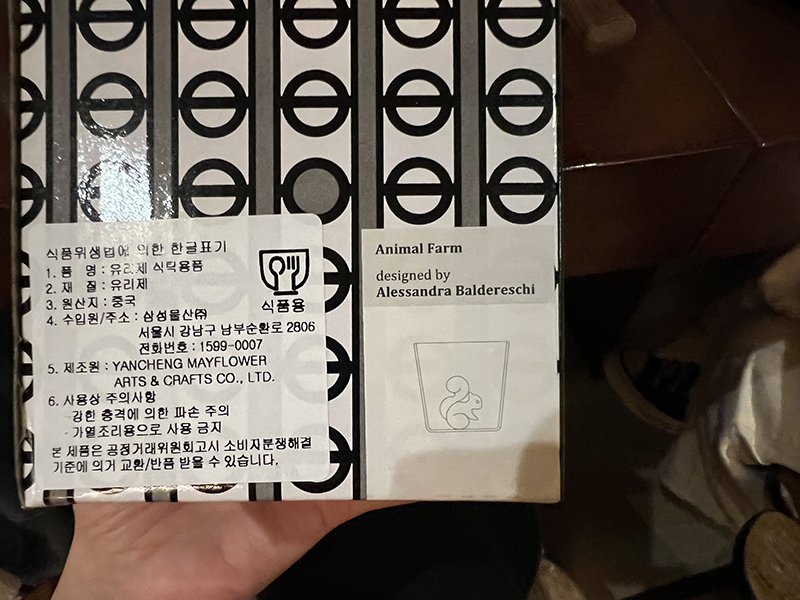 식품위생법에 의한 한글표기
1. 품 명 : 유리제 식탁용품
2. 재 질 : 유리제
3. 원산지 : 중국
4. 수입원/주소 : 삼성물산㈜
서울시 강남구 남부순환로 2806
전화번호 : 1599-0007
5. 제조원 : YANCHENG MAYFLOWER
ARTS & CRAFTS CO., LTD.
6. 사용상 주의사항
-강한 충격에 의한 파손 주의
- 가열조리용으로 사용 금지
본 제품은 공정거래위원회고시 소비자분쟁해결
기준에 의거 교환/반품 받을 수 있습니다.
식품용
Animal Farm
designed by
Alessandra Baldereschi